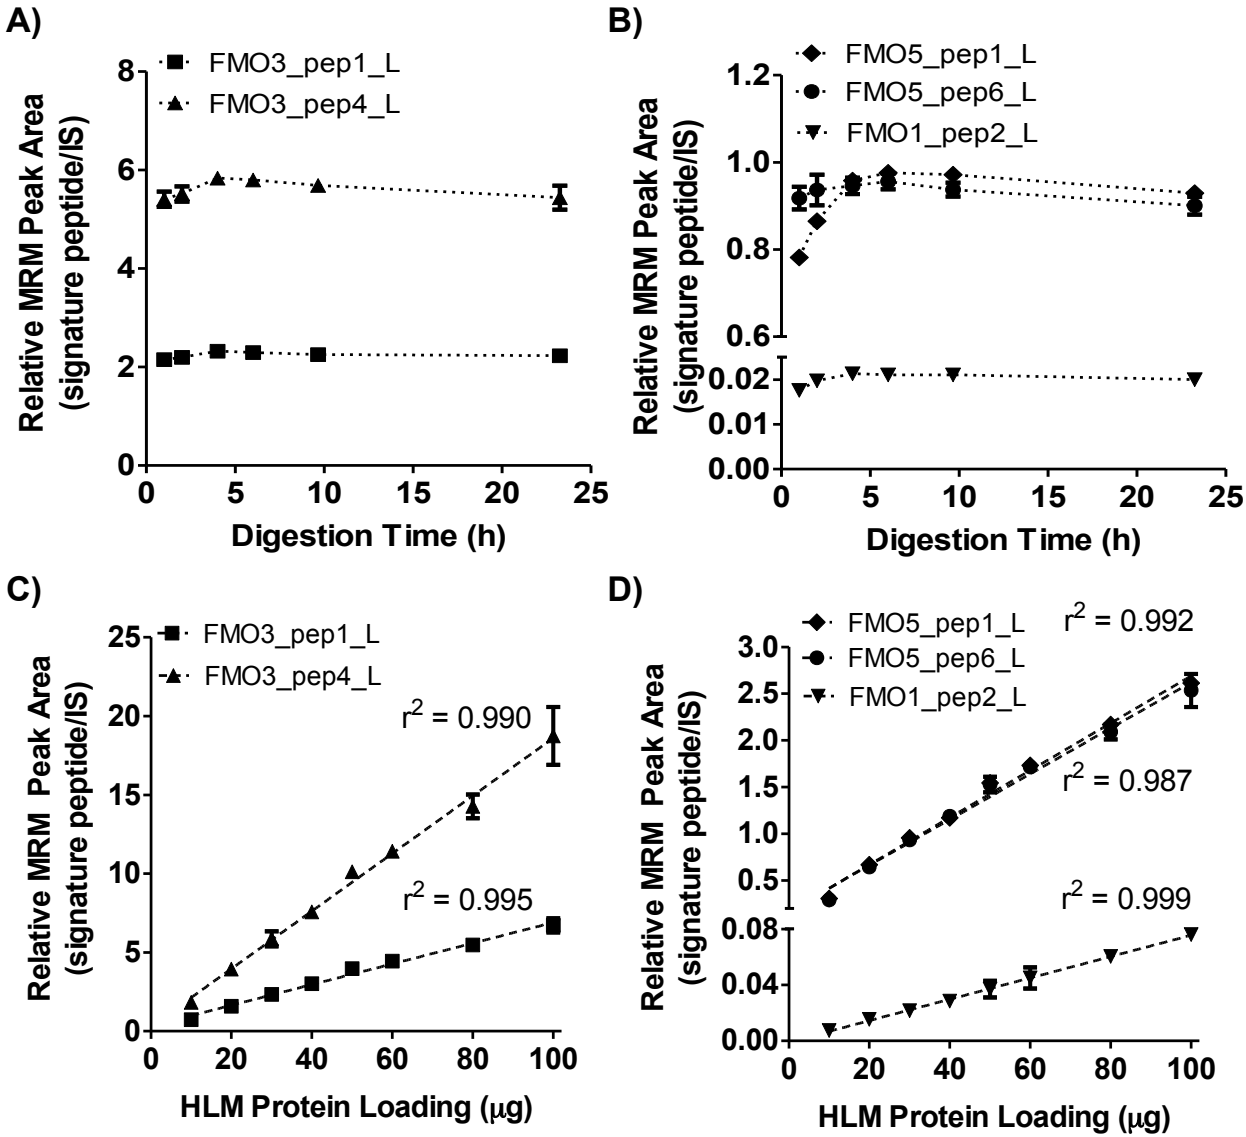 A)
FMO3_pep1_L
FMO3_pep4_L
Relative MRM Peak Area
(signature peptide/IS)
8
6
4
2
0
0 5 10 15 20 25
Digestion Time (h)
B)
FMO5_pep1_L
FMO5_pep6_L
FMO1_pep2_L
Relative MRM Peak Area
(signature peptide/IS)
1.2
1.0
0.8
0.6
0.02
0.01
0.00
0 5 10 15 20 25
Digestion Time (h)
C)
FMO3_pep1_L
FMO3_pep4_L
Relative MRM Peak Area
(signature peptide/IS)
25
20
15
10
5
0
r² = 0.990
r² = 0.995
0 20 40 60 80 100
HLM Protein Loading (μg)
D)
FMO5_pep1_L
FMO5_pep6_L
FMO1_pep2_L
r² = 0.992
Relative MRM Peak Area
(signature peptide/IS)
3.0
2.5
2.0
1.5
1.0
0.5
0.08
0.04
0.00
r² = 0.987
r² = 0.999
0 20 40 60 80 100
HLM Protein Loading (μg)